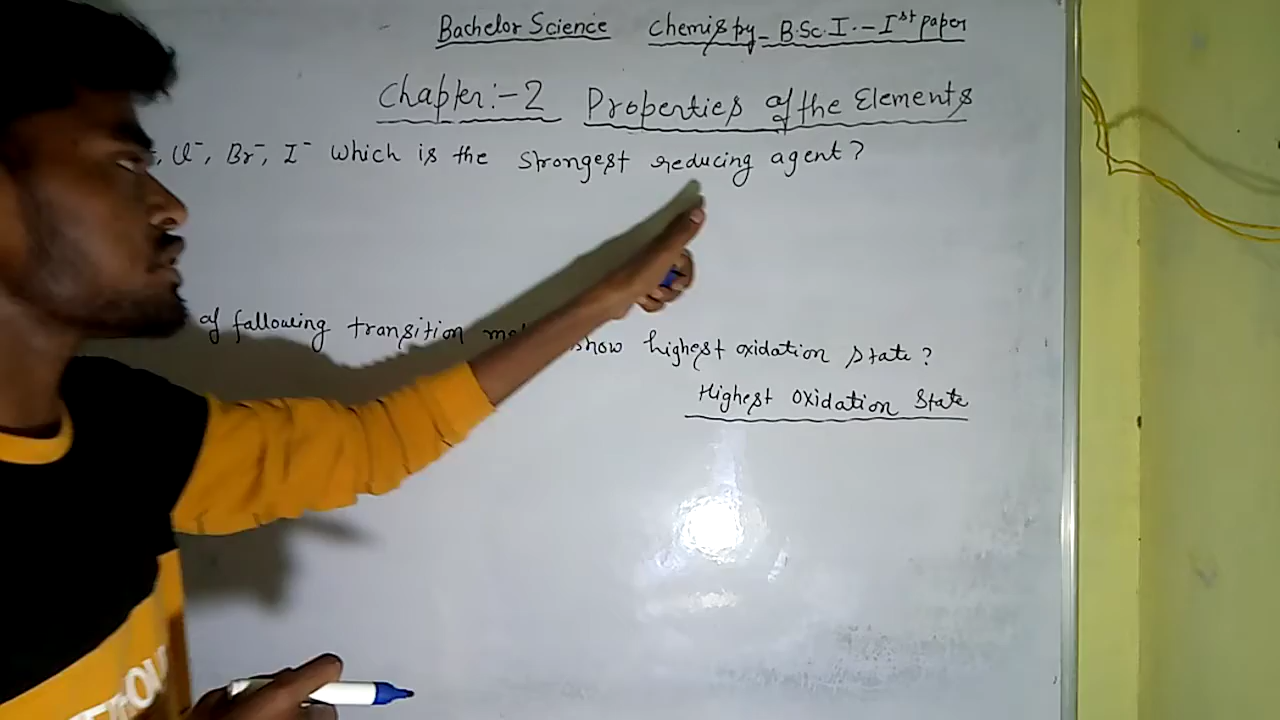 Bachelor Science Chemistry - B.Sc. I. - Ist paper
Chapter:-2 Properties of the Elements
, Cl⁻, Br⁻, I⁻ which is the strongest reducing agent?
of fallowing transition show highest oxidation state?
Highest oxidation State